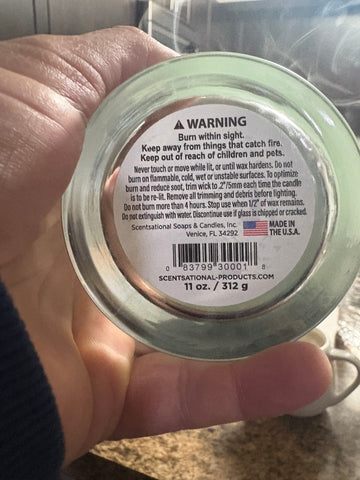 ⚠ WARNING
Burn within sight.
Keep away from things that catch fire.
Keep out of reach of children and pets.
Never touch or move while lit, or until wax hardens. Do not
burn on flammable, cold, wet or unstable surfaces. To optimize
burn and reduce soot, trim wick to .2"/5mm each time the candle
is to be re-lit. Remove all trimming and debris before lighting.
Do not burn more than 4 hours. Stop use when 1/2" of wax remains.
Do not extinguish with water. Discontinue use if glass is chipped or cracked.
Scentsational Soaps & Candles, Inc.
Venice, FL 34292
MADE IN
THE U.S.A.
0 83799 30001 8
SCENTSATIONAL-PRODUCTS.COM
11 oz. / 312 g